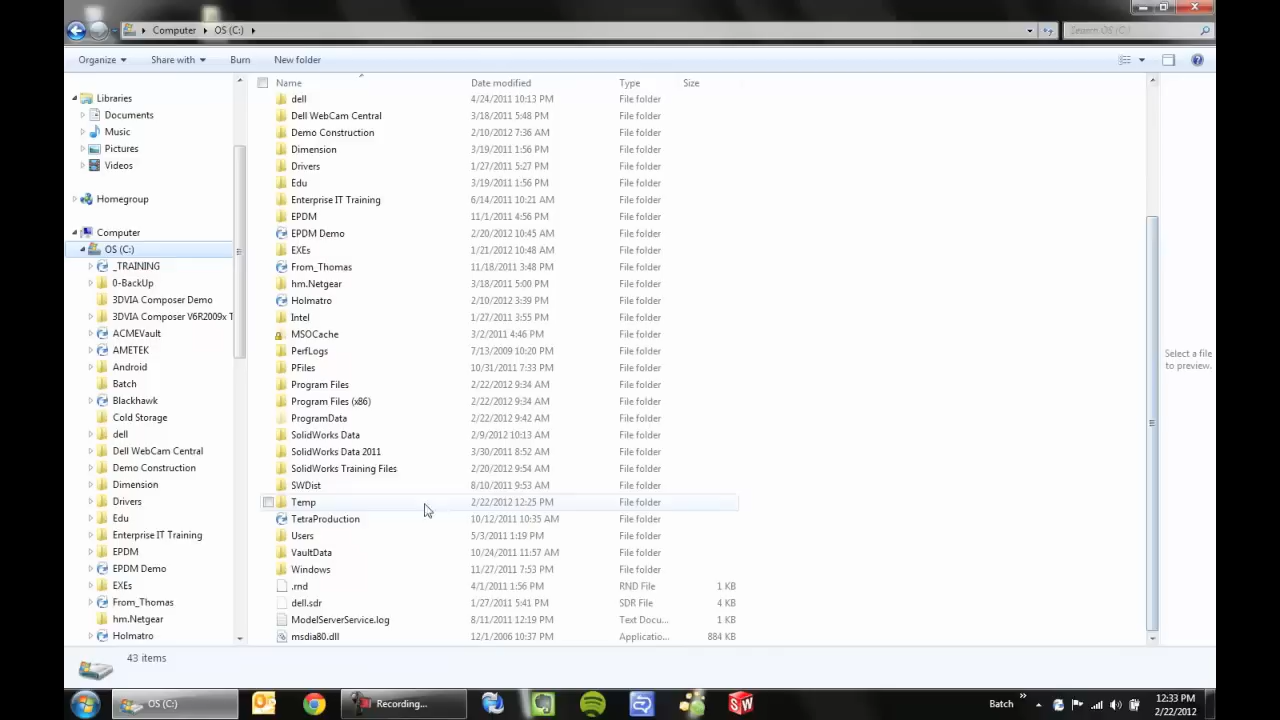 Computer OS (C:) Search OS (C:)
Organize Share with Burn New folder
Libraries
Documents
Music
Pictures
Videos
Homegroup
Computer
OS (C:)
_TRAINING
0-BackUp
3DVIA Composer Demo
3DVIA Composer V6R2009x T
ACMEVault
AMETEK
Android
Batch
Blackhawk
Cold Storage
dell
Dell WebCam Central
Demo Construction
Dimension
Drivers
Edu
Enterprise IT Training
EPDM
EPDM Demo
EXEs
From_Thomas
hm.Netgear
Holmatro
Name Date modified Type Size
dell 4/24/2011 10:13 PM File folder
Dell WebCam Central 3/18/2011 5:48 PM File folder
Demo Construction 2/10/2012 7:36 AM File folder
Dimension 3/19/2011 1:56 PM File folder
Drivers 1/27/2011 5:27 PM File folder
Edu 3/19/2011 1:56 PM File folder
Enterprise IT Training 6/14/2011 10:21 AM File folder
EPDM 11/1/2011 4:56 PM File folder
EPDM Demo 2/20/2012 10:45 AM File folder
EXEs 1/21/2012 10:48 AM File folder
From_Thomas 11/18/2011 3:48 PM File folder
hm.Netgear 3/18/2011 5:00 PM File folder
Holmatro 2/10/2012 3:39 PM File folder
Intel 1/27/2011 3:55 PM File folder
MSOCache 3/2/2011 4:46 PM File folder
PerfLogs 7/13/2009 10:20 PM File folder
PFiles 10/31/2011 7:33 PM File folder
Program Files 2/22/2012 9:34 AM File folder
Program Files (x86) 2/22/2012 9:34 AM File folder
ProgramData 2/22/2012 9:42 AM File folder
SolidWorks Data 2/9/2012 10:13 AM File folder
SolidWorks Data 2011 3/30/2011 8:52 AM File folder
SolidWorks Training Files 2/20/2012 9:54 AM File folder
SWDist 8/10/2011 9:53 AM File folder
Temp 2/22/2012 12:25 PM File folder
TetraProduction 10/12/2011 10:35 AM File folder
Users 5/3/2011 1:19 PM File folder
VaultData 10/24/2011 11:57 AM File folder
Windows 11/27/2011 7:53 PM File folder
.rnd 4/1/2011 1:56 PM RND File 1 KB
dell.sdr 1/27/2011 5:41 PM SDR File 4 KB
ModelServerService.log 8/11/2011 12:19 PM Text Docu... 1 KB
msdia80.dll 12/1/2006 10:37 PM Applicatio... 884 KB
Select a file
to preview.
43 items
OS (C:) Recording... SW Batch 12:33 PM
2/22/2012